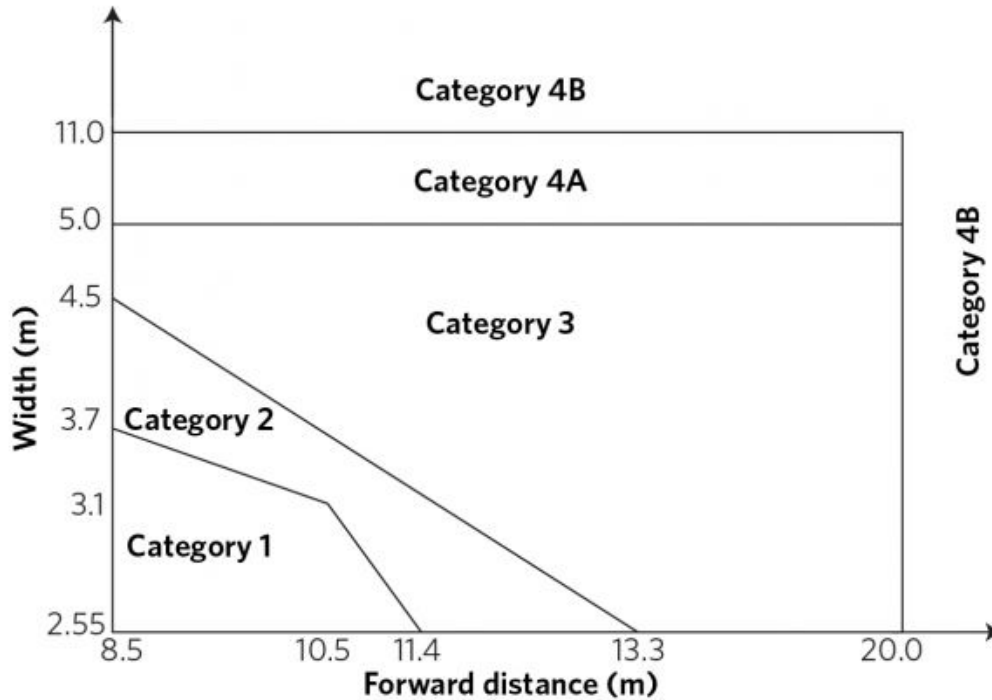 Category 4B
11.0
Category 4A
5.0
Category 4B
4.5
Category 3
Width (m)
3.7
Category 2
3.1
Category 1
2.55
8.5 10.5 11.4 13.3 20.0
Forward distance (m)